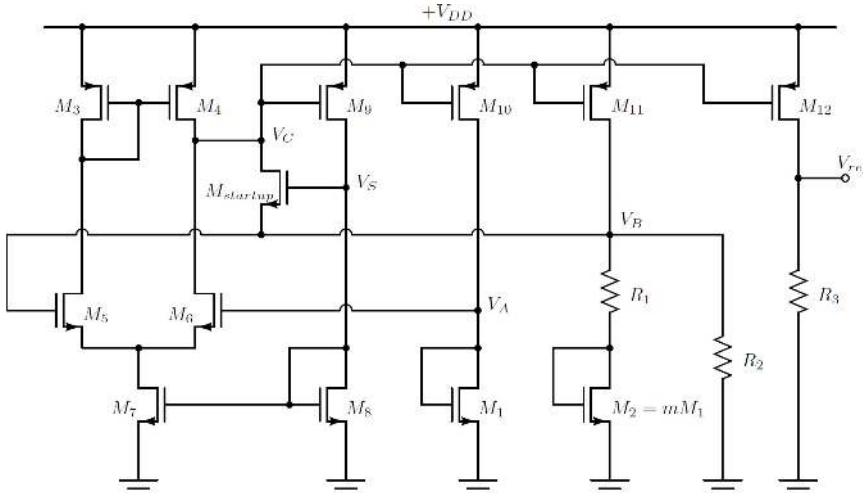 +V_DD
M_3
M_4
M_9
M_10
M_11
M_12
V_C
M_startup
V_S
V_re
V_B
M_5
M_6
V_A
R_1
R_3
R_2
M_7
M_8
M_1
M_2 = mM_1